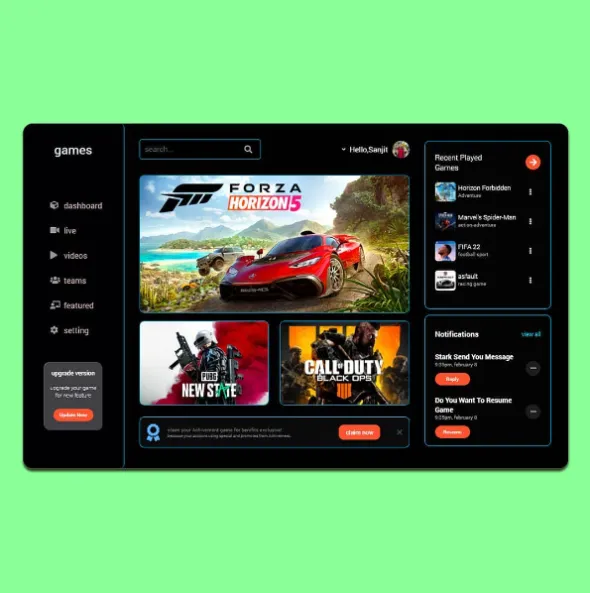 games
dashboard
live
videos
teams
featured
setting
upgrade version
upgrade your game
for new feature
Update Now
search...
Hello,Sanjit
FORZA
HORIZON 5
PUBG
NEW STATE
CALL OF DUTY
BLACK OPS
IIII
claim now
Recent Played
Games
Horizon Forbidden
Adventure
Marvel's Spider-Man
action-adventure
FIFA 22
football sport
asfault
racing game
Notifications
view all
Stark Send You Message
Reply
Do You Want To Resume
Game
Resume